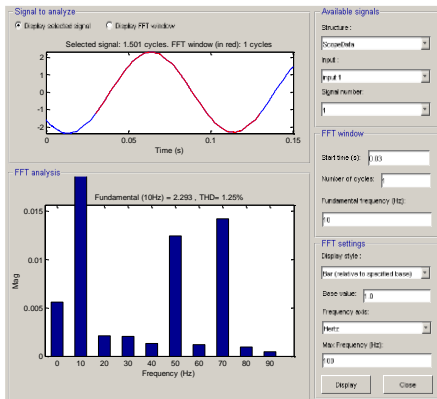 Signal to analyze
Display selected signal
Display FFT window
Selected signal: 1.501 cycles. FFT window (in red): 1 cycles
2
1
0
-1
-2
0
0.05
0.1
0.15
Time (s)
FFT analysis
Fundamental (10Hz) = 2.293 , THD= 1.25%
0.015
0.01
0.005
0
Mag
0 10 20 30 40 50 60 70 80 90
Frequency (Hz)
Available signals
Structure :
ScopeData
Input :
input 1
Signal number:
1
FFT window
Start time (s): 0.03
Number of cycles: 1
Fundamental frequency (Hz):
10
FFT settings
Display style :
Bar (relative to specified base)
Base value: 1.0
Frequency axis:
Hertz
Max Frequency (Hz):
100
Display
Close